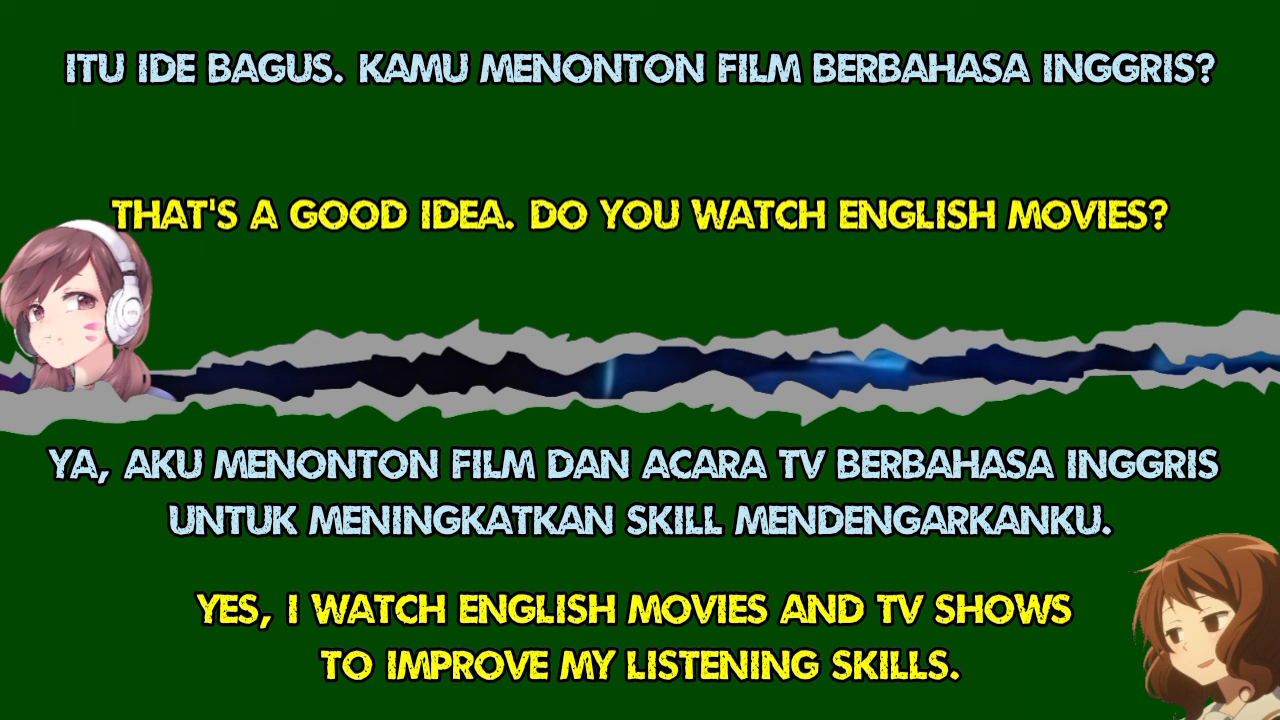 ITU IDE BAGUS. KAMU MENONTON FILM BERBAHASA INGGRIS?
THAT'S A GOOD IDEA. DO YOU WATCH ENGLISH MOVIES?
YA, AKU MENONTON FILM DAN ACARA TV BERBAHASA INGGRIS
UNTUK MENINGKATKAN SKILL MENDENGARKANKU.
YES, I WATCH ENGLISH MOVIES AND TV SHOWS
TO IMPROVE MY LISTENING SKILLS.